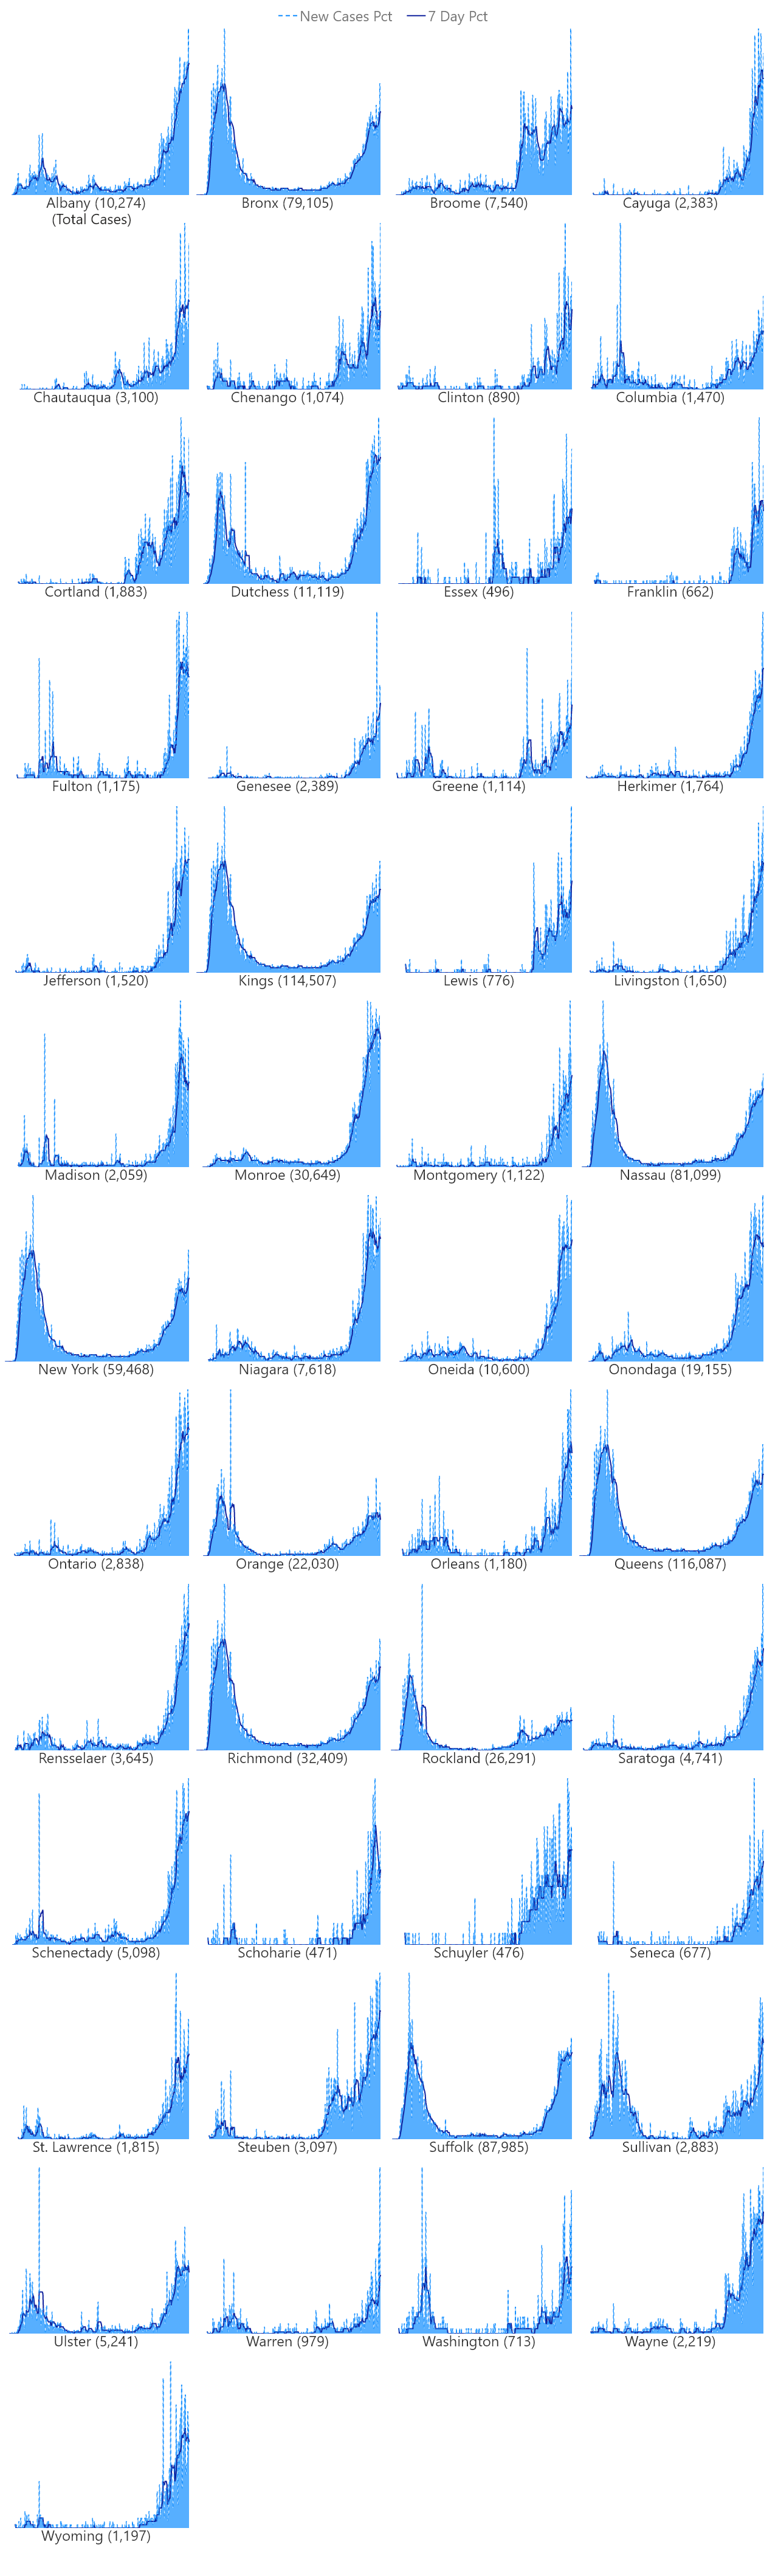 New Cases Pct 7 Day Pct
Albany (10,274) Bronx (79,105) Broome (7,540) Cayuga (2,383)
(Total Cases)
Chautauqua (3,100) Chenango (1,074) Clinton (890) Columbia (1,470)
Cortland (1,883) Dutchess (11,119) Essex (496) Franklin (662)
Fulton (1,175) Genesee (2,389) Greene (1,114) Herkimer (1,764)
Jefferson (1,520) Kings (114,507) Lewis (776) Livingston (1,650)
Madison (2,059) Monroe (30,649) Montgomery (1,122) Nassau (81,099)
New York (59,468) Niagara (7,618) Oneida (10,600) Onondaga (19,155)
Ontario (2,838) Orange (22,030) Orleans (1,180) Queens (116,087)
Rensselaer (3,645) Richmond (32,409) Rockland (26,291) Saratoga (4,741)
Schenectady (5,098) Schoharie (471) Schuyler (476) Seneca (677)
St. Lawrence (1,815) Steuben (3,097) Suffolk (87,985) Sullivan (2,883)
Ulster (5,241) Warren (979) Washington (713) Wayne (2,219)
Wyoming (1,197)